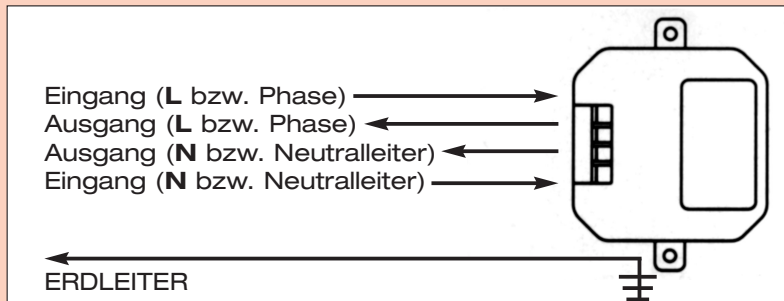 Eingang (L bzw. Phase)
Ausgang (L bzw. Phase)
Ausgang (N bzw. Neutralleiter)
Eingang (N bzw. Neutralleiter)
ERDLEITER